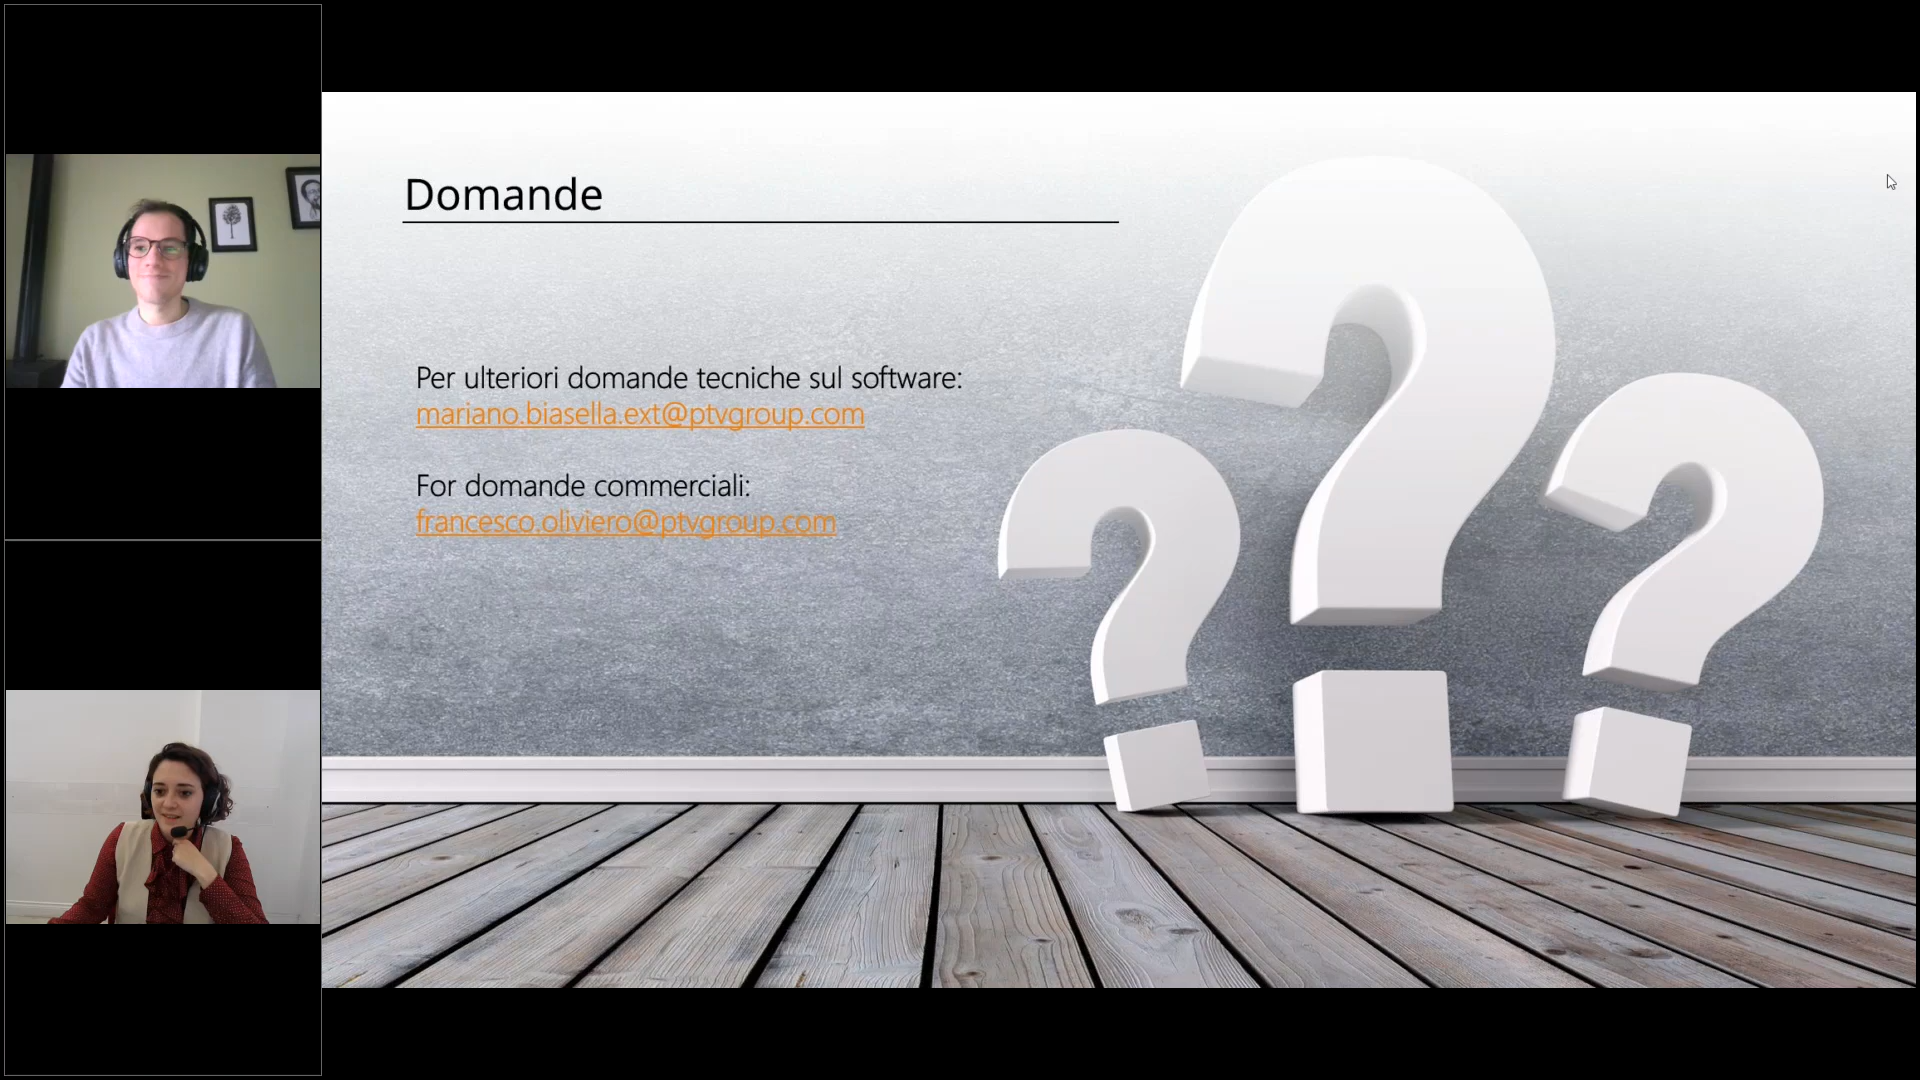 Domande
Per ulteriori domande tecniche sul software:
mariano.biasella.ext@ptvgroup.com
For domande commerciali:
francesco.oliviero@ptvgroup.com